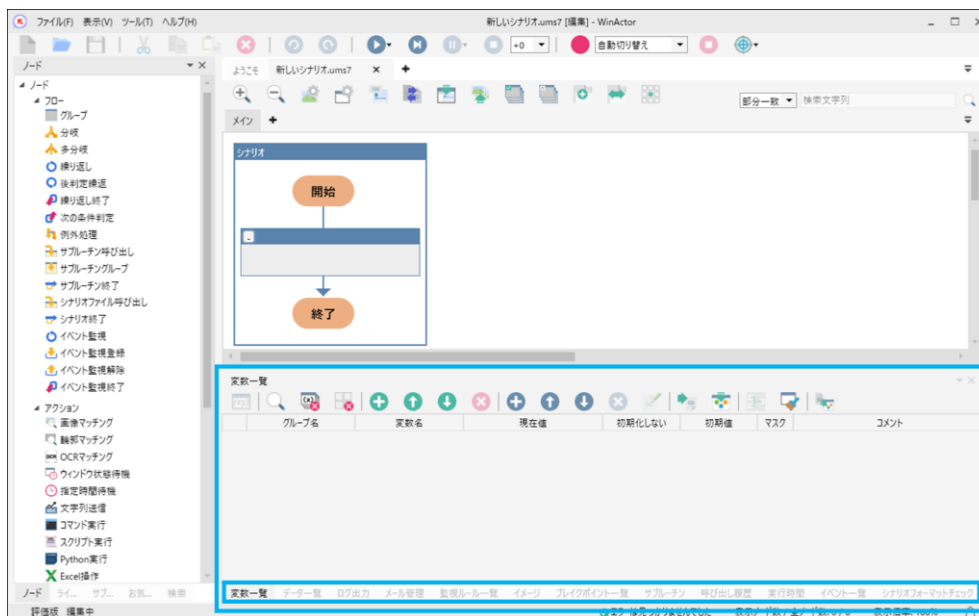 ファイル(F) 表示(V) ツール(T) ヘルプ(H)
新しいシナリオ.ums7 [編集] - WinActor
+0
自動切り替え
ノード
ノード
フロー
グループ
分岐
多分岐
繰り返し
後判定繰返
繰り返し終了
次の条件判定
例外処理
サブルーチン呼び出し
サブルーチングループ
サブルーチン終了
シナリオファイル呼び出し
シナリオ終了
イベント監視
イベント監視登録
イベント監視解除
イベント監視終了
アクション
画像マッチング
輪郭マッチング
OCR OCRマッチング
ウィンドウ状態待機
指定時間待機
文字列送信
コマンド実行
スクリプト実行
Python実行
Excel操作
ノード ライ... サブ... お気... 検索
評価版 編集中
ようこそ 新しいシナリオ.ums7
部分一致 検索文字列
メイン
シナリオ
開始
終了
変数一覧
グループ名 変数名 現在値 初期化しない 初期値 マスク コメント
変数一覧 データ一覧 ログ出力 メール管理 監視ルール一覧 イメージ ブレイクポイント一覧 サブルーチン 呼び出し履歴 実行時間 イベント一覧 シナリオフォーマットチェック